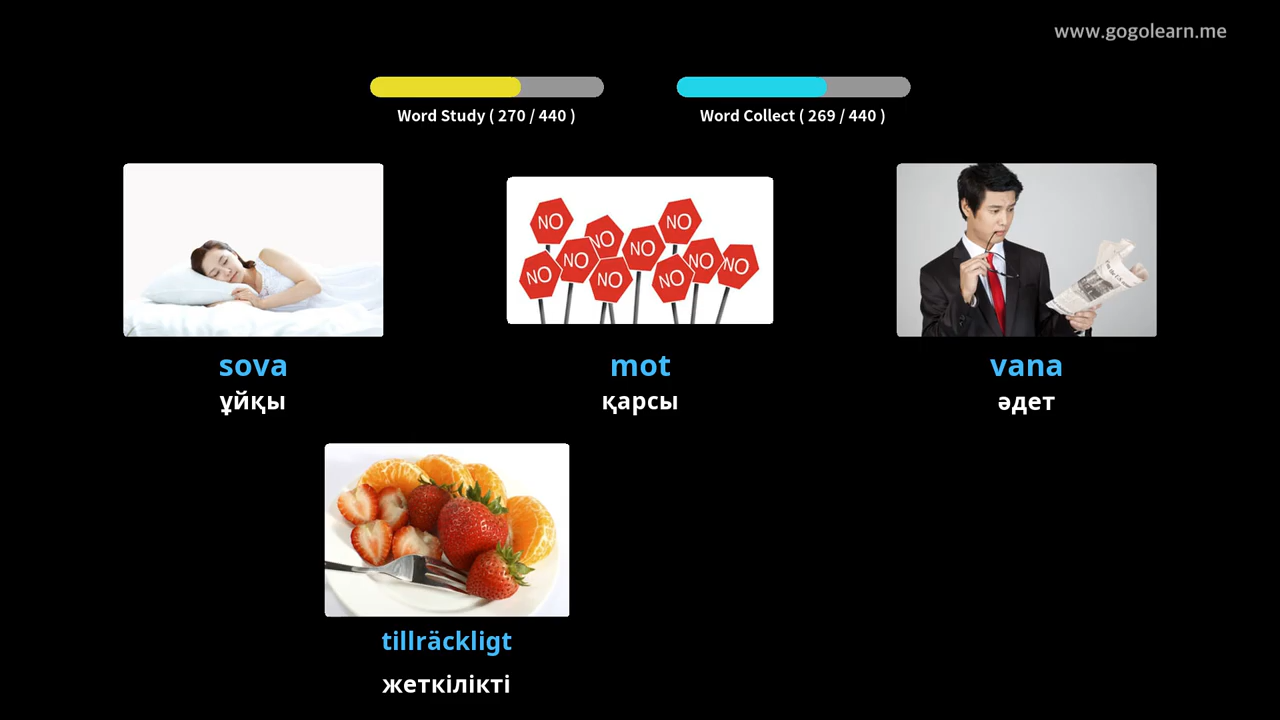 www.gogolearn.me
Word Study ( 270 / 440 )
Word Collect ( 269 / 440 )
NO
NO
NO
NO
NO
NO
NO
NO
NO
NO
sova
mot
vana
ұйқы
қарсы
әдет
tillräckligt
жеткілікті